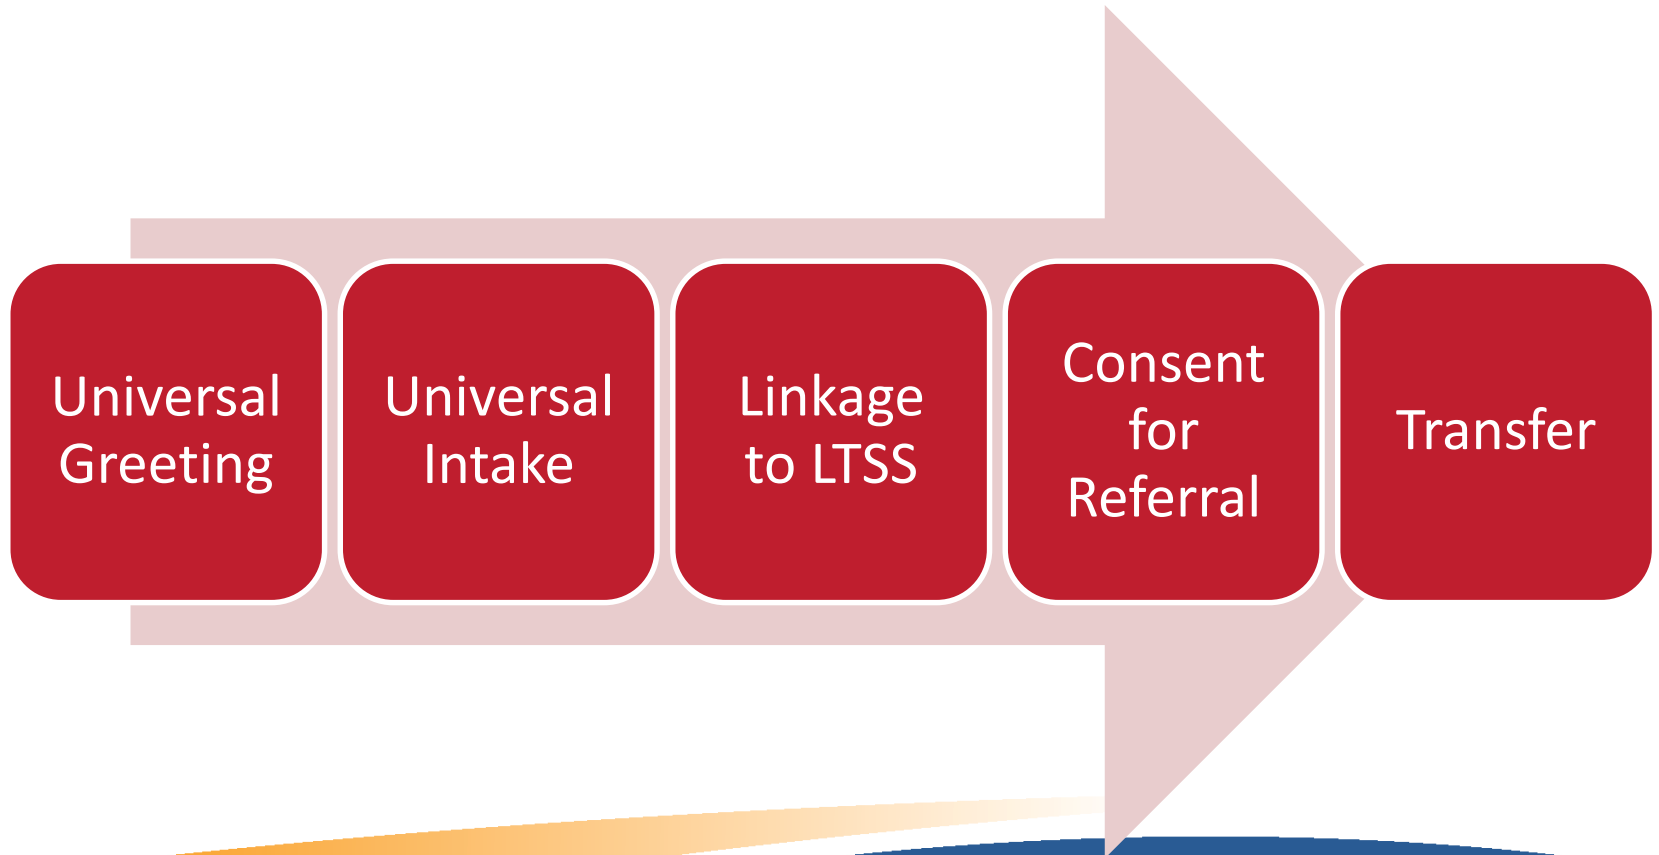 Universal
Greeting
Universal
Intake
Linkage
to LTSS
Consent
for
Referral
Transfer